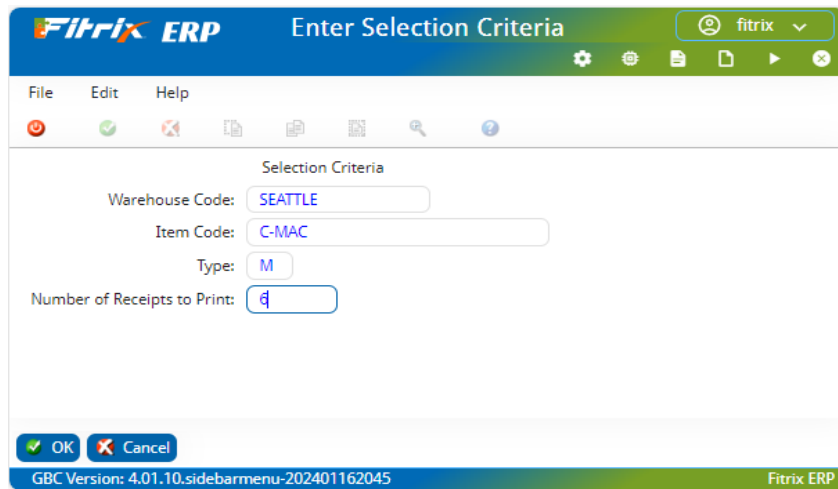 Fitrix ERP Enter Selection Criteria fitrix
File Edit Help
Selection Criteria
Warehouse Code: SEATTLE
Item Code: C-MAC
Type: M
Number of Receipts to Print: 6
OK Cancel
GBC Version: 4.01.10.sidebarmenu-202401162045 Fitrix ERP